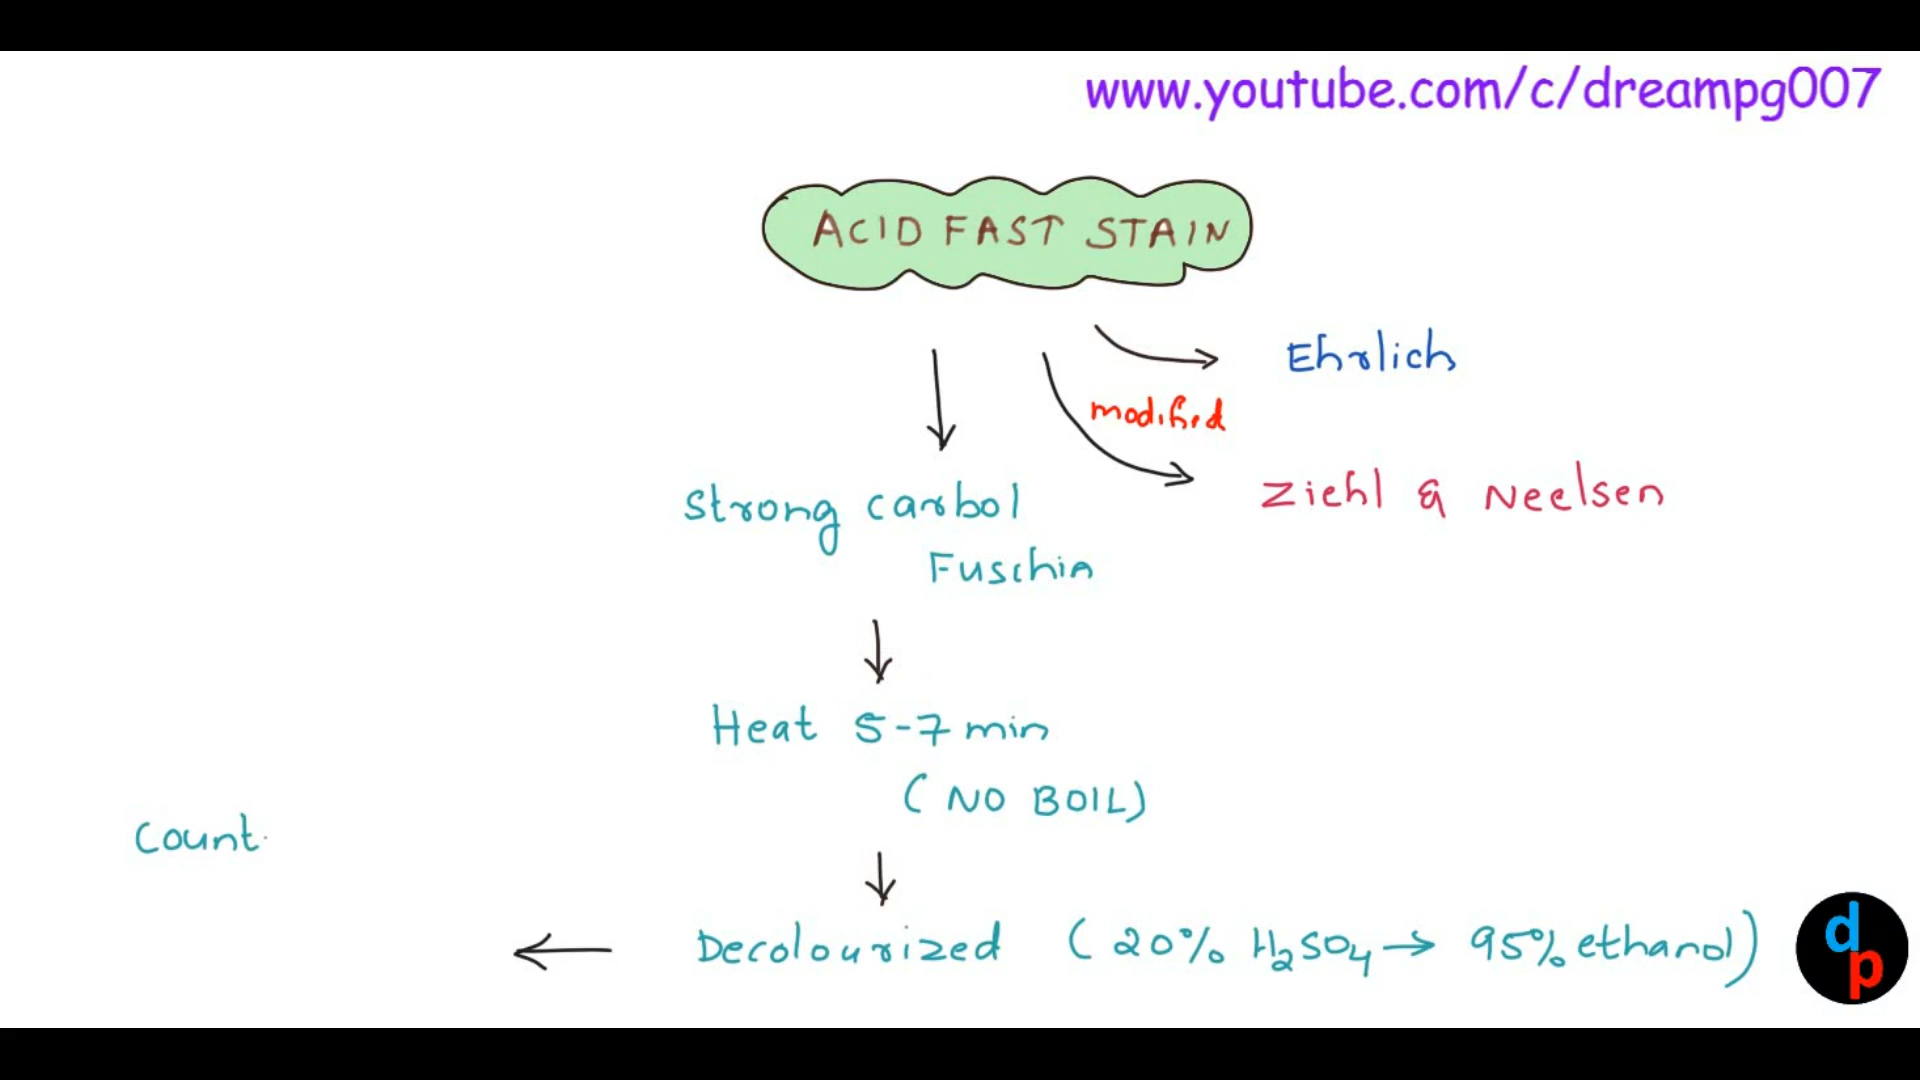 www.youtube.com/c/dreampg007
ACID FAST STAIN
Ehrlich
modified
Ziehl & Neelsen
Strong carbol
Fuschin
Heat 5-7 min
(NO BOIL)
Count
Decolourized (20% H₂SO₄ → 95% ethanol)
dp